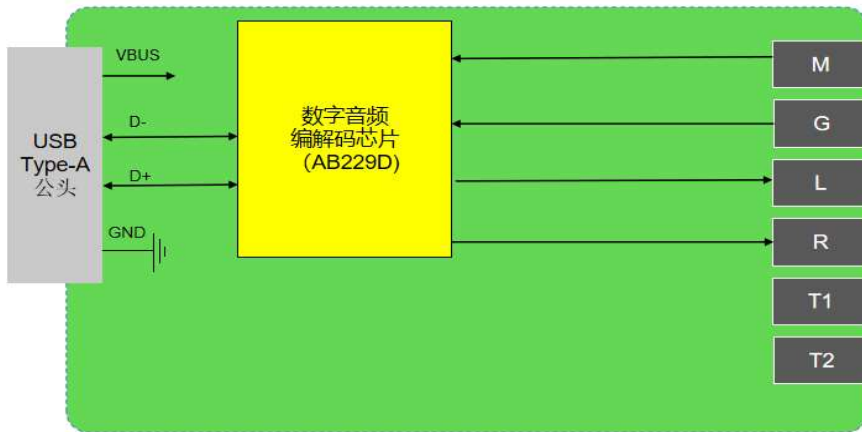 USB
Type-A
公头
VBUS
D-
D+
GND
数字音频
编解码芯片
（AB229D）
M
G
L
R
T1
T2